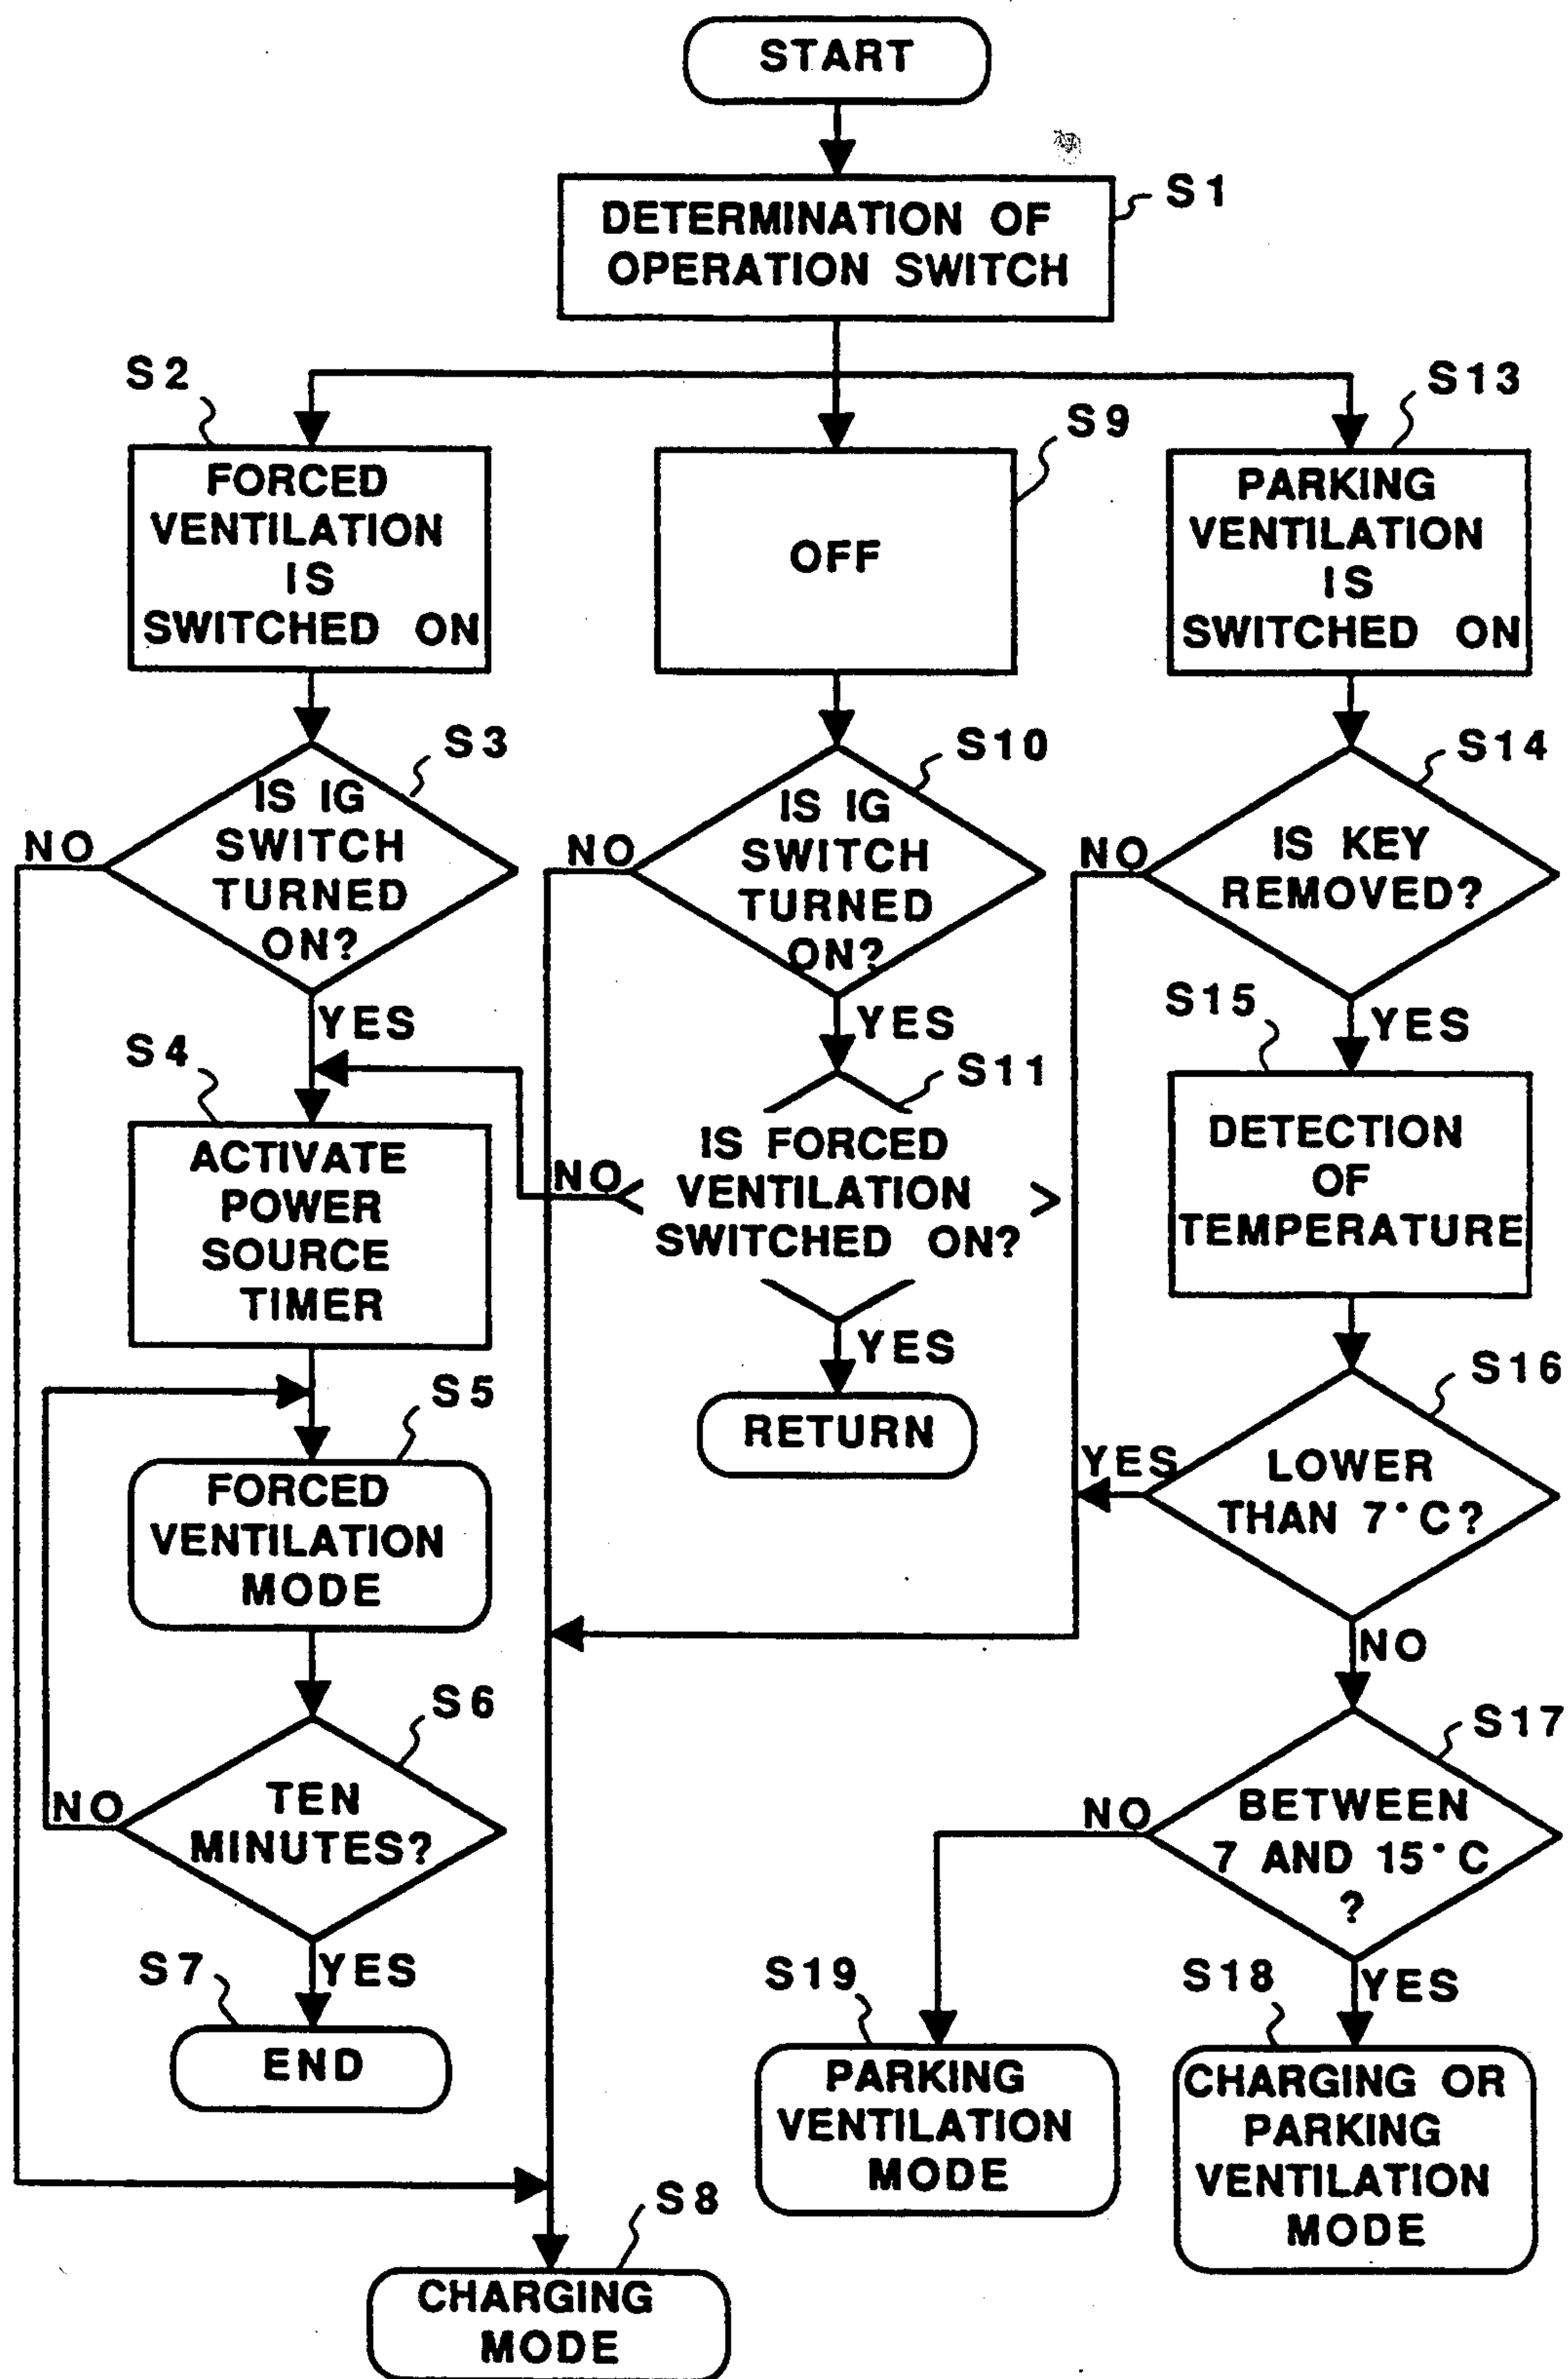 START
S1
DETERMINATION OF
OPERATION SWITCH
S2
FORCED
VENTILATION
IS
SWITCHED ON
S9
OFF
S13
PARKING
VENTILATION
IS
SWITCHED ON
S3
IS IG
SWITCH
TURNED
ON?
NO
YES
S10
IS IG
SWITCH
TURNED
ON?
NO
YES
S14
IS KEY
REMOVED?
NO
YES
S4
ACTIVATE
POWER
SOURCE
TIMER
S11
IS FORCED
VENTILATION
SWITCHED ON?
NO
YES
RETURN
S15
DETECTION
OF
TEMPERATURE
S5
FORCED
VENTILATION
MODE
S16
LOWER
THAN 7°C?
YES
NO
S6
TEN
MINUTES?
NO
YES
S17
BETWEEN
7 AND 15°C
?
NO
YES
S7
END
S19
PARKING
VENTILATION
MODE
S18
CHARGING OR
PARKING
VENTILATION
MODE
S8
CHARGING
MODE